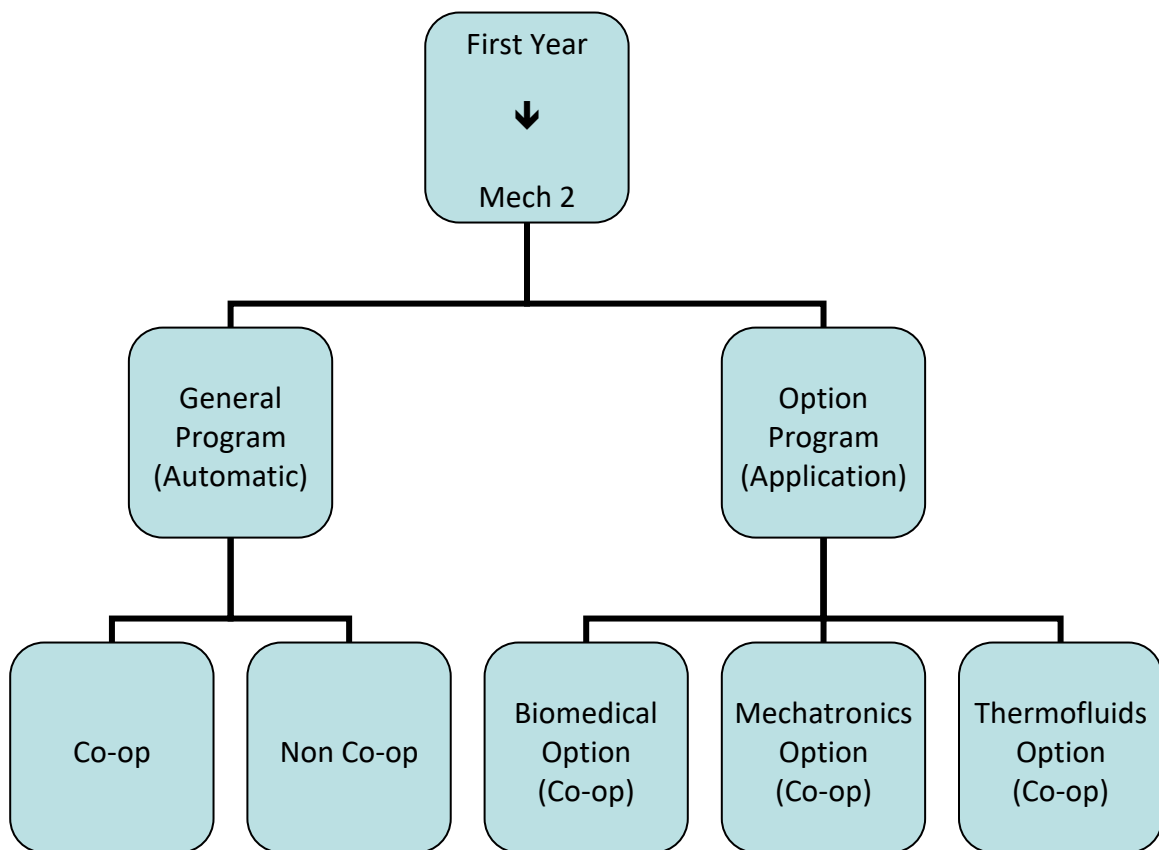 First Year
🡻
Mech 2
General
Program
(Automatic)
Option
Program
(Application)
Co-op
Non Co-op
Biomedical
Option
(Co-op)
Mechatronics
Option
(Co-op)
Thermofluids
Option
(Co-op)